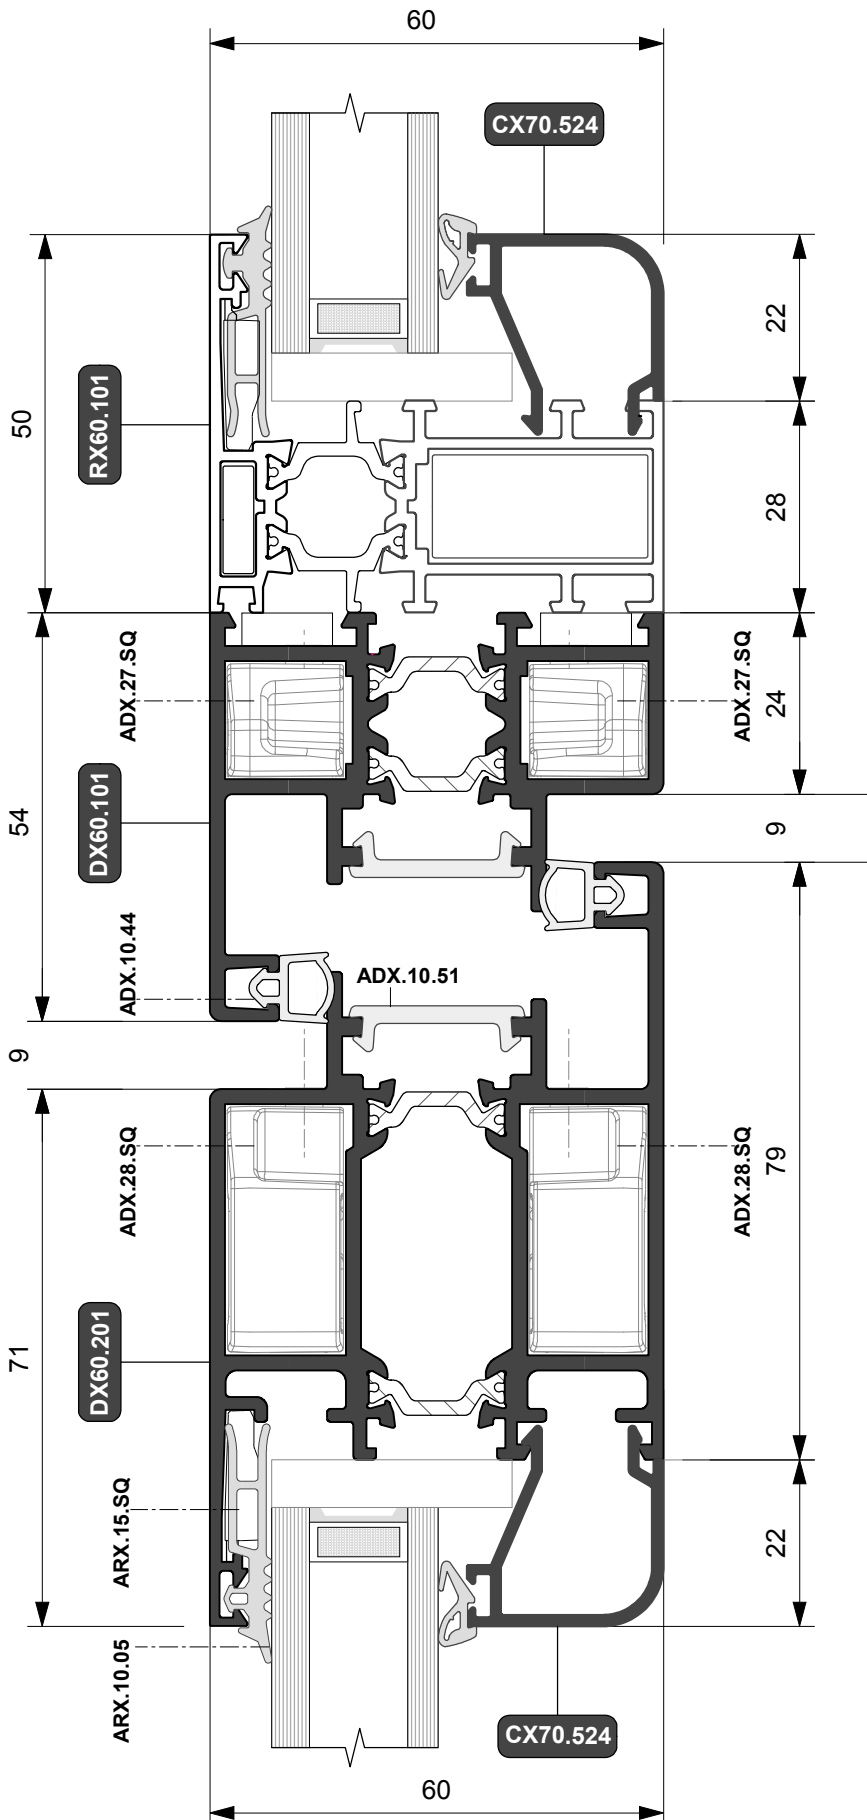 60
CX70.524
22
50
RX60.101
28
ADX.27.SQ
ADX.27.SQ
24
54
DX60.101
9
ADX.10.44
ADX.10.51
9
ADX.28.SQ
ADX.28.SQ
79
71
DX60.201
ARX.15.SQ
22
ARX.10.05
CX70.524
60